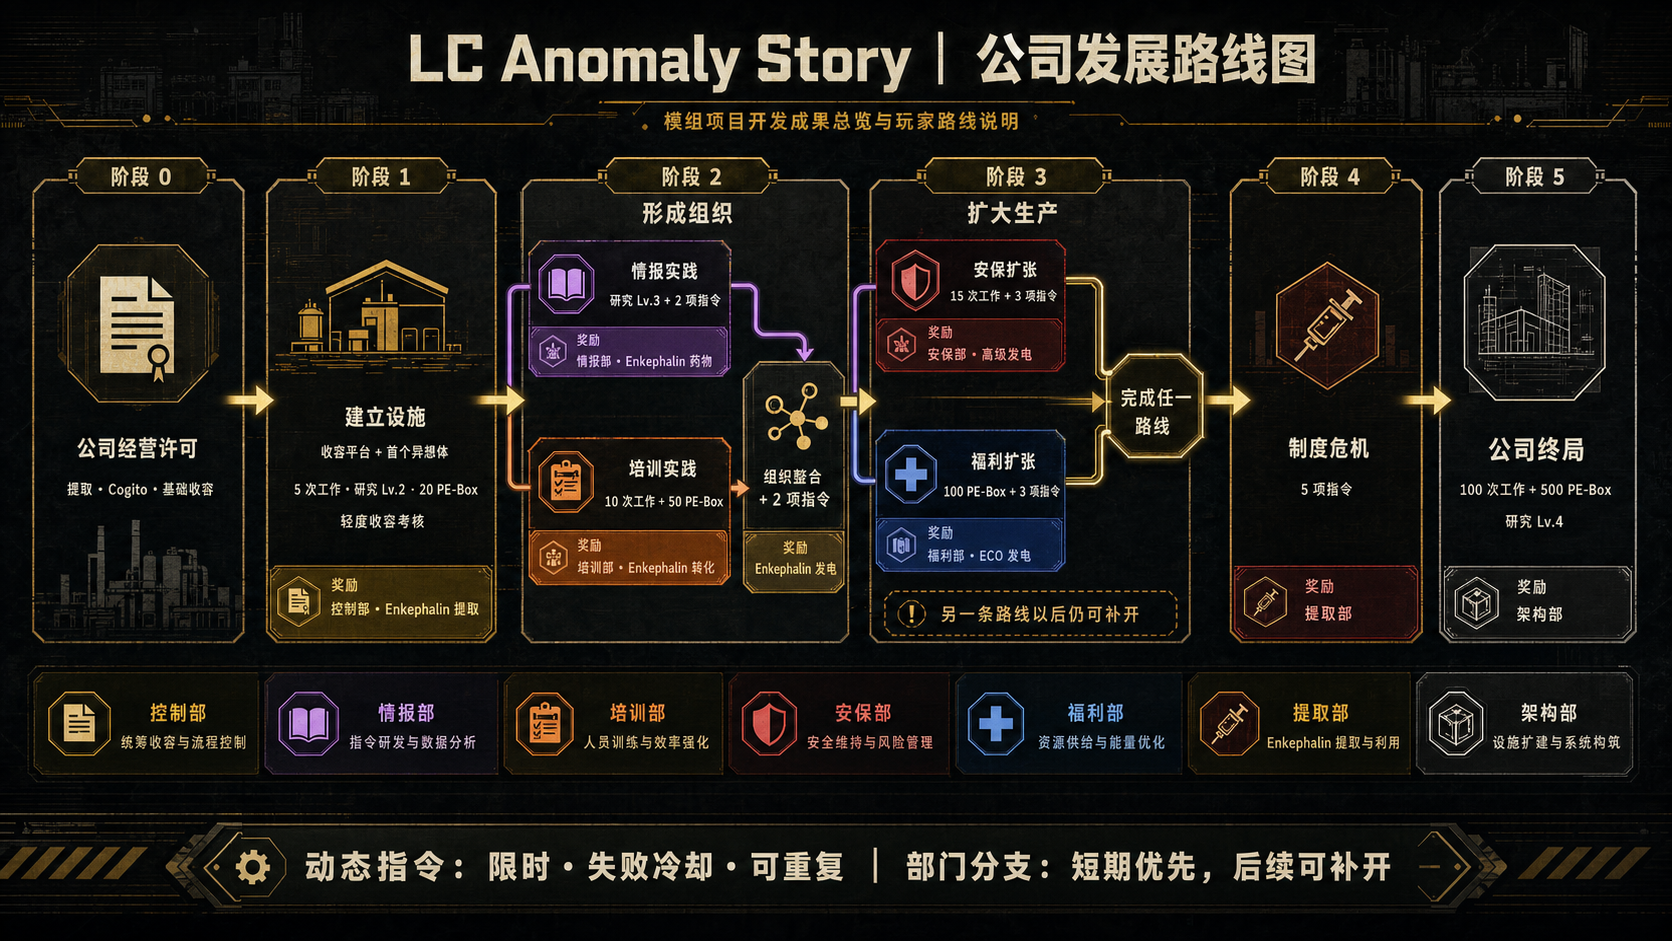 LC Anomaly Story | 公司发展路线图
模组项目开发成果总览与玩家路线说明
阶段 0
公司经营许可
提取・Cogito・基础收容
阶段 1
建立设施
收容平台 + 首个异想体
5 次工作・研究 Lv.2・20 PE-Box
轻度收容考核
奖励
控制部・Enkephalin 提取
阶段 2
形成组织
情报实践
研究 Lv.3 + 2 项指令
奖励
情报部・Enkephalin 药物
培训实践
10 次工作 + 50 PE-Box
奖励
培训部・Enkephalin 转化
组织整合
+ 2 项指令
奖励
Enkephalin 发电
阶段 3
扩大生产
安保扩张
15 次工作 + 3 项指令
奖励
安保部・高级发电
福利扩张
100 PE-Box + 3 项指令
奖励
福利部・ECO 发电
完成任一
路线
! 另一条路线以后仍可补开
阶段 4
制度危机
5 项指令
奖励
提取部
阶段 5
公司终局
100 次工作 + 500 PE-Box
研究 Lv.4
奖励
架构部
控制部
统筹收容与流程控制
情报部
指令研发与数据分析
培训部
人员训练与效率强化
安保部
安全维持与风险管理
福利部
资源供给与能量优化
提取部
Enkephalin 提取与利用
架构部
设施扩建与系统构筑
动态指令：限时・失败冷却・可重复 | 部门分支：短期优先，后续可补开